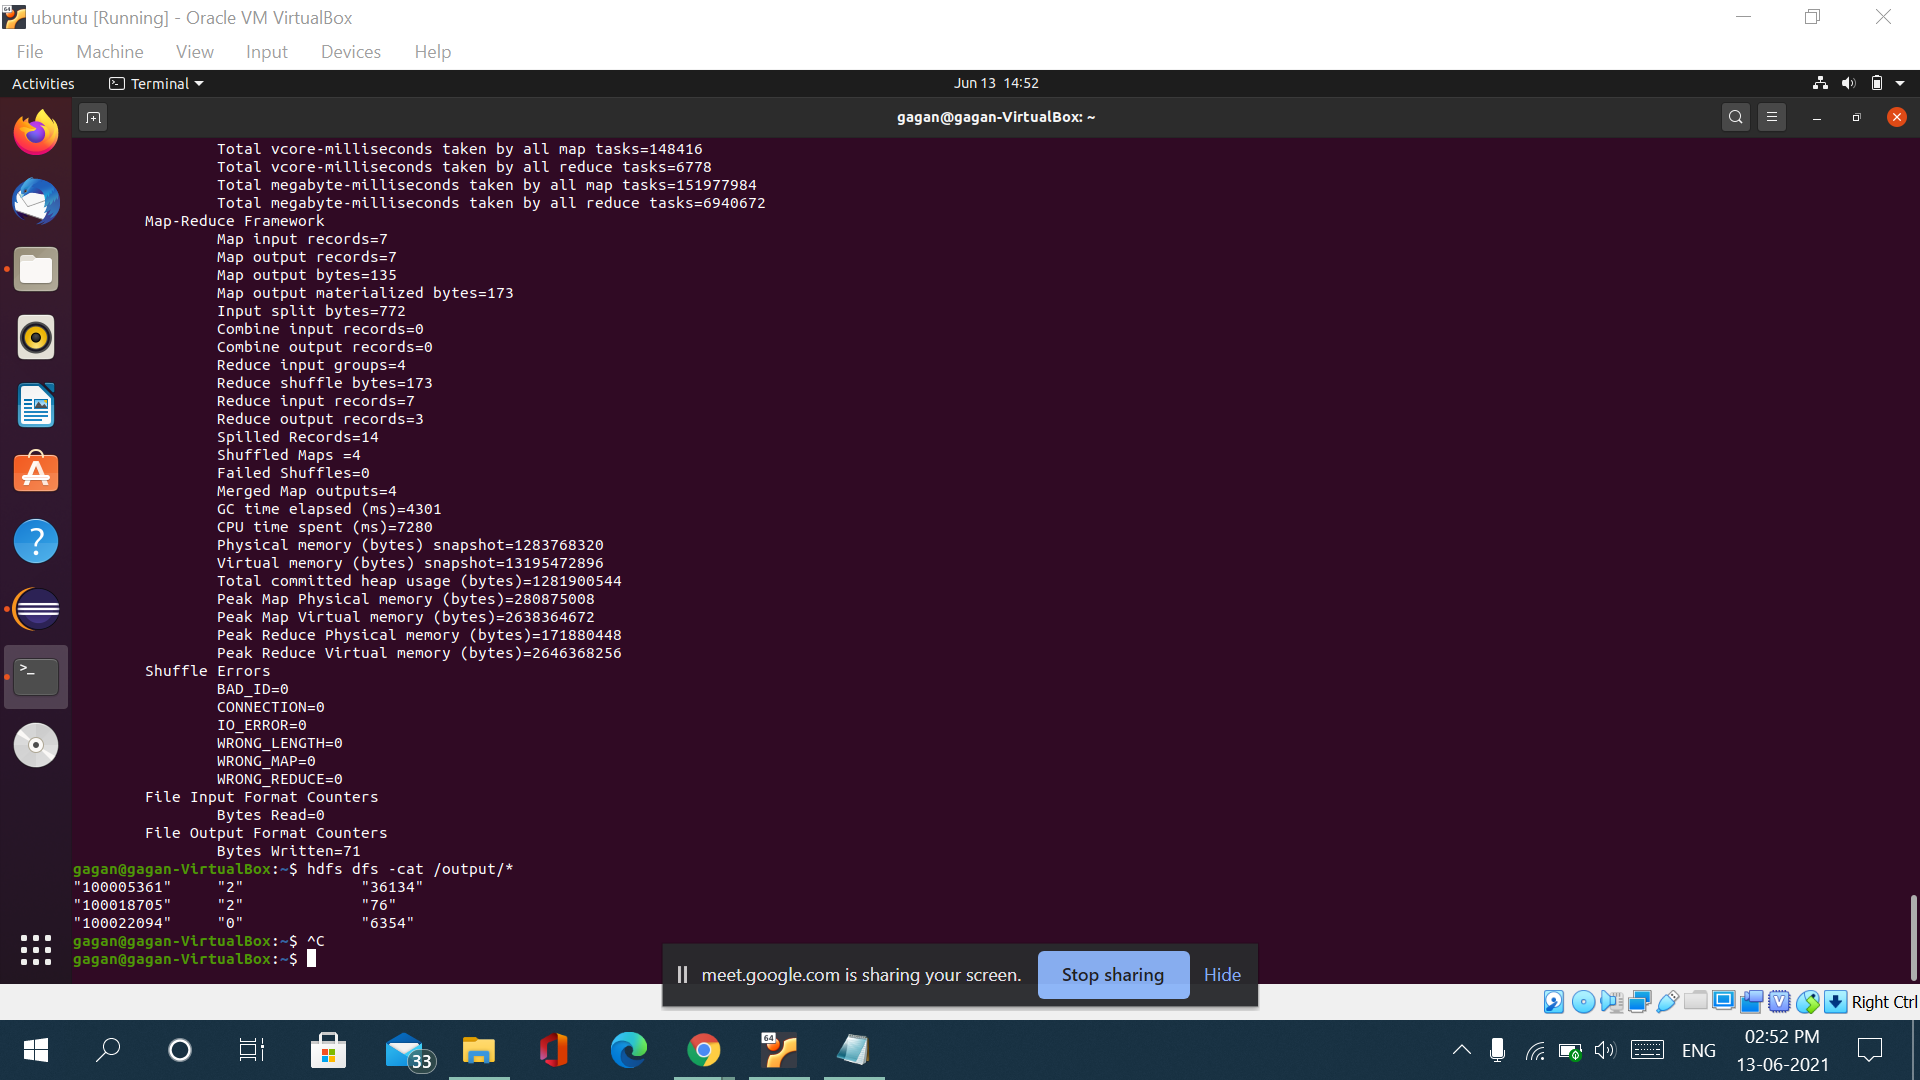 ubuntu [Running] - Oracle VM VirtualBox
File Machine View Input Devices Help
Activities Terminal Jun 13 14:52
gagan@gagan-VirtualBox: ~
Total vcore-milliseconds taken by all map tasks=148416
Total vcore-milliseconds taken by all reduce tasks=6778
Total megabyte-milliseconds taken by all map tasks=151977984
Total megabyte-milliseconds taken by all reduce tasks=6940672
Map-Reduce Framework
Map input records=7
Map output records=7
Map output bytes=135
Map output materialized bytes=173
Input split bytes=772
Combine input records=0
Combine output records=0
Reduce input groups=4
Reduce shuffle bytes=173
Reduce input records=7
Reduce output records=3
Spilled Records=14
Shuffled Maps =4
Failed Shuffles=0
Merged Map outputs=4
GC time elapsed (ms)=4301
CPU time spent (ms)=7280
Physical memory (bytes) snapshot=1283768320
Virtual memory (bytes) snapshot=13195472896
Total committed heap usage (bytes)=1281900544
Peak Map Physical memory (bytes)=280875008
Peak Map Virtual memory (bytes)=2638364672
Peak Reduce Physical memory (bytes)=171880448
Peak Reduce Virtual memory (bytes)=2646368256
Shuffle Errors
BAD_ID=0
CONNECTION=0
IO_ERROR=0
WRONG_LENGTH=0
WRONG_MAP=0
WRONG_REDUCE=0
File Input Format Counters
Bytes Read=0
File Output Format Counters
Bytes Written=71
gagan@gagan-VirtualBox:~$ hdfs dfs -cat /output/*
"100005361" "2" "36134"
"100018705" "2" "76"
"100022094" "0" "6354"
gagan@gagan-VirtualBox:~$ ^C
gagan@gagan-VirtualBox:~$
meet.google.com is sharing your screen. Stop sharing Hide
Right Ctrl
33
64
ENG
02:52 PM
13-06-2021